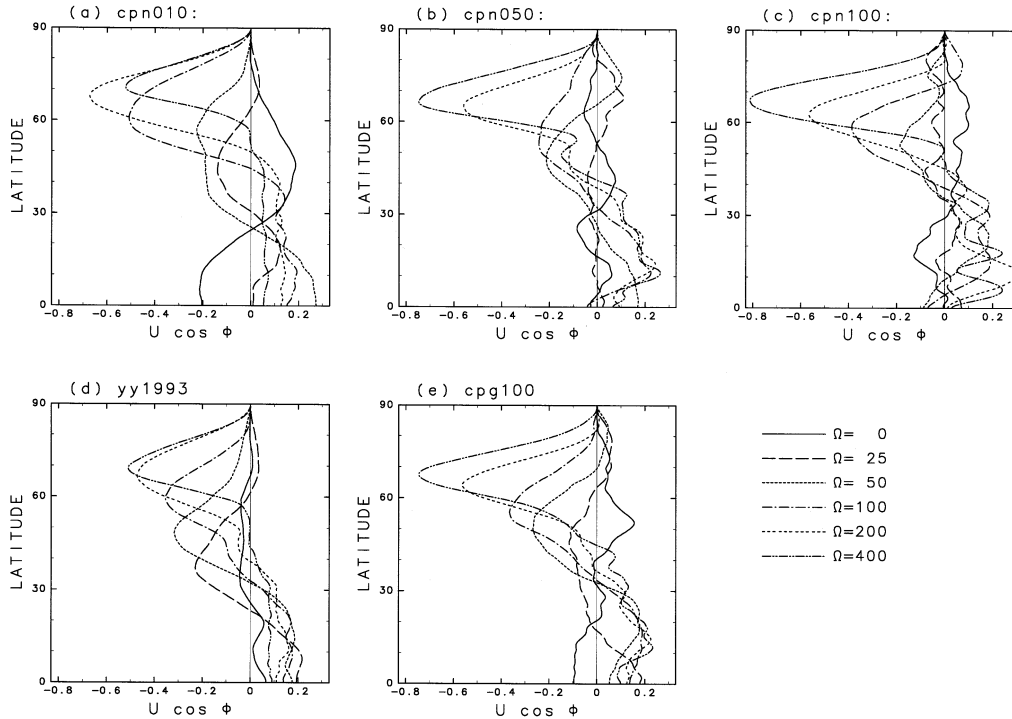 (a) cpn010:
90
60
30
0
LATITUDE
-0.8 -0.6 -0.4 -0.2 0 0.2
U cos Φ
(b) cpn050:
90
60
30
0
LATITUDE
-0.8 -0.6 -0.4 -0.2 0 0.2
U cos Φ
(c) cpn100:
90
60
30
0
LATITUDE
-0.8 -0.6 -0.4 -0.2 0 0.2
U cos Φ
(d) yy1993
90
60
30
0
LATITUDE
-0.8 -0.6 -0.4 -0.2 0 0.2
U cos Φ
(e) cpg100
90
60
30
0
LATITUDE
-0.8 -0.6 -0.4 -0.2 0 0.2
U cos Φ
Ω= 0
Ω= 25
Ω= 50
Ω=100
Ω=200
Ω=400